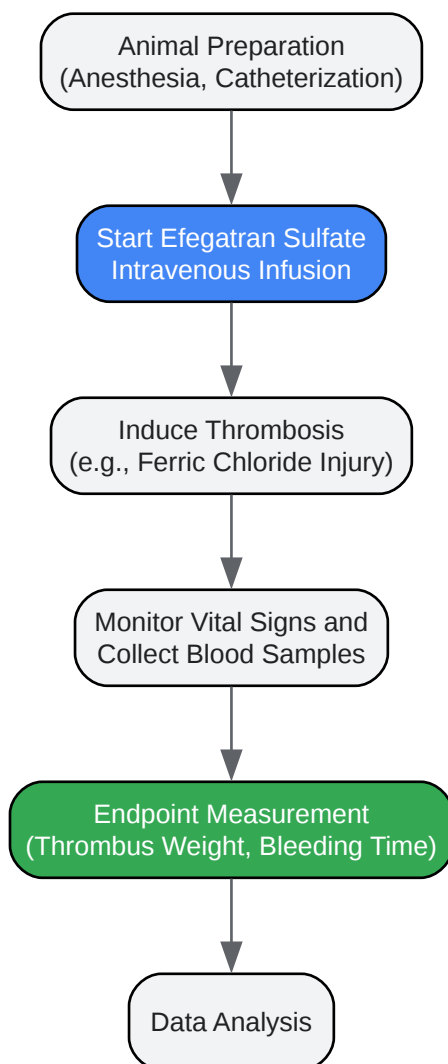 Animal Preparation
(Anesthesia, Catheterization)
Start Efegatran Sulfate
Intravenous Infusion
Induce Thrombosis
(e.g., Ferric Chloride Injury)
Monitor Vital Signs and
Collect Blood Samples
Endpoint Measurement
(Thrombus Weight, Bleeding Time)
Data Analysis